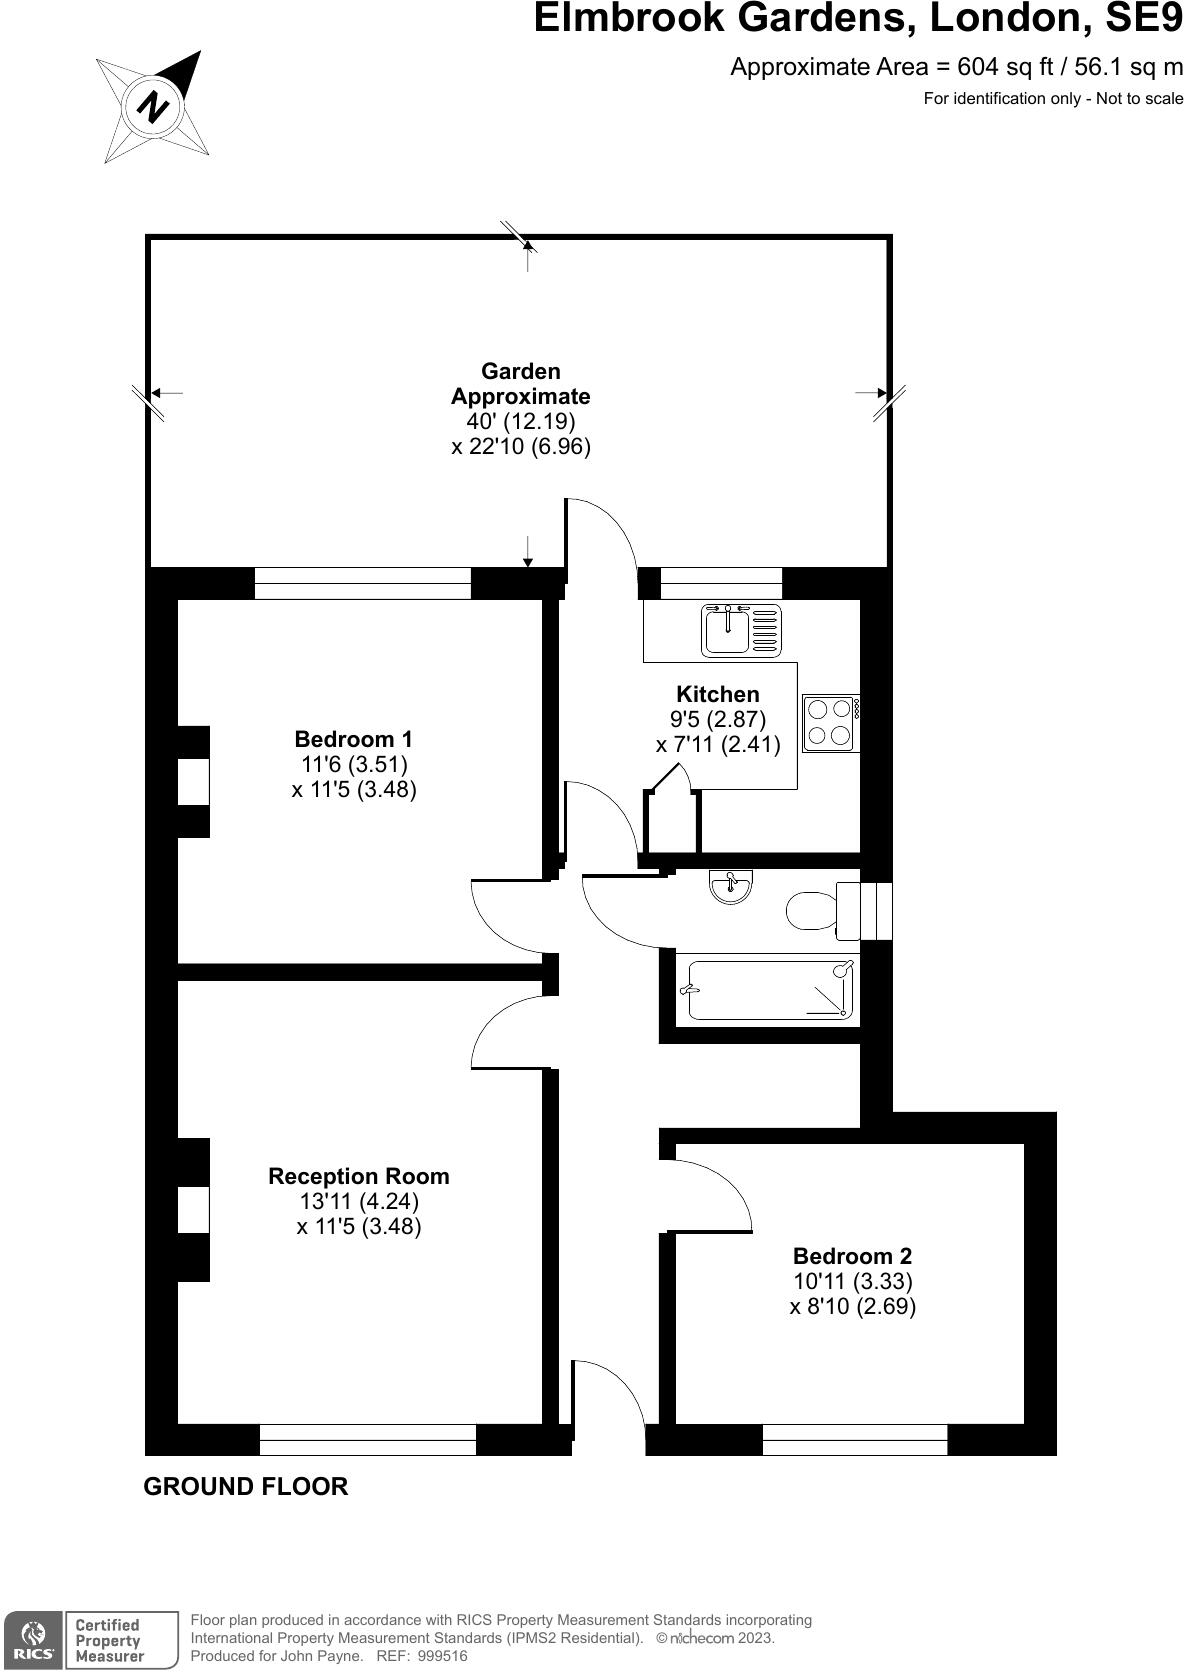 Elmbrook Gardens, London, SE9
Approximate Area = 604 sq ft / 56.1 sq m
For identification only - Not to scale
N
Garden
Approximate
40' (12.19)
x 22'10 (6.96)
Kitchen
9'5 (2.87)
x 7'11 (2.41)
Bedroom 1
11'6 (3.51)
x 11'5 (3.48)
Reception Room
13'11 (4.24)
x 11'5 (3.48)
Bedroom 2
10'11 (3.33)
x 8'10 (2.69)
GROUND FLOOR
RICS
Certified
Property
Measurer
Floor plan produced in accordance with RICS Property Measurement Standards incorporating
International Property Measurement Standards (IPMS2 Residential). © nichecom 2023.
Produced for John Payne. REF: 999516